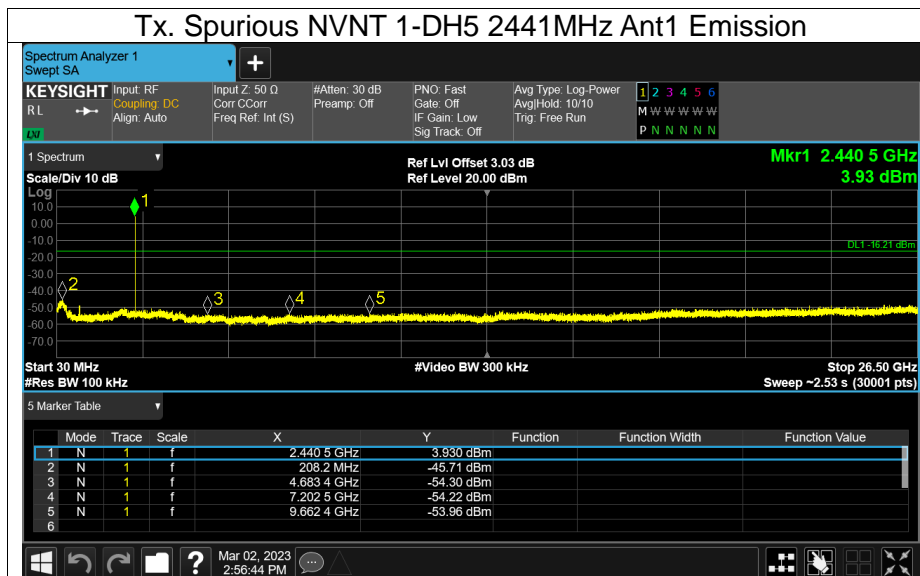 Tx. Spurious NVNT 1-DH5 2441MHz Ant1 Emission
Spectrum Analyzer 1
Swept SA
+
KEYSIGHT
RL
LXI
Input: RF
Coupling: DC
Align: Auto
Input Z: 50 Ω
Corr CCorr
Freq Ref: Int (S)
#Atten: 30 dB
Preamp: Off
PNO: Fast
Gate: Off
IF Gain: Low
Sig Track: Off
Avg Type: Log-Power
Avg|Hold: 10/10
Trig: Free Run
1 2 3 4 5 6
M W W W W W
P N N N N N
1 Spectrum
Scale/Div 10 dB
Ref Lvl Offset 3.03 dB
Ref Level 20.00 dBm
Mkr1 2.440 5 GHz
3.93 dBm
Log
10.0
0.00
-10.0
-20.0
-30.0
-40.0
-50.0
-60.0
-70.0
1
2
3
4
5
DL1 -16.21 dBm
Start 30 MHz
#Res BW 100 kHz
#Video BW 300 kHz
Stop 26.50 GHz
Sweep ~2.53 s (30001 pts)
5 Marker Table
Mode Trace Scale X Y Function Function Width Function Value
1 N 1 f 2.440 5 GHz 3.930 dBm
2 N 1 f 208.2 MHz -45.71 dBm
3 N 1 f 4.683 4 GHz -54.30 dBm
4 N 1 f 7.202 5 GHz -54.22 dBm
5 N 1 f 9.662 4 GHz -53.96 dBm
6
?
Mar 02, 2023
2:56:44 PM